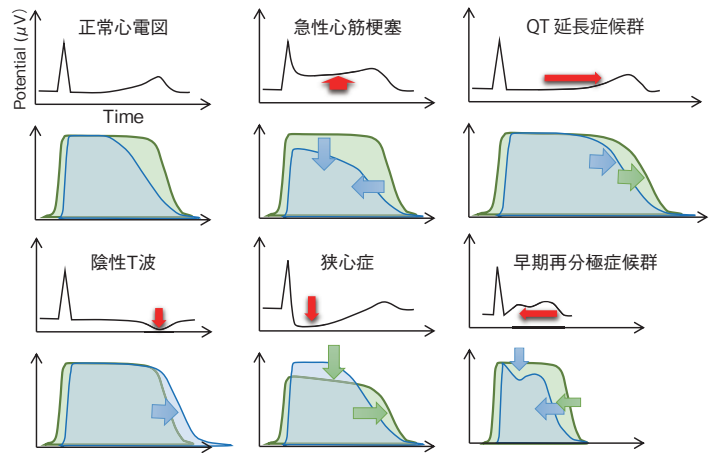 正常心電図
急性心筋梗塞
QT 延長症候群
Potential (μV)
Time
陰性T波
狭心症
早期再分極症候群